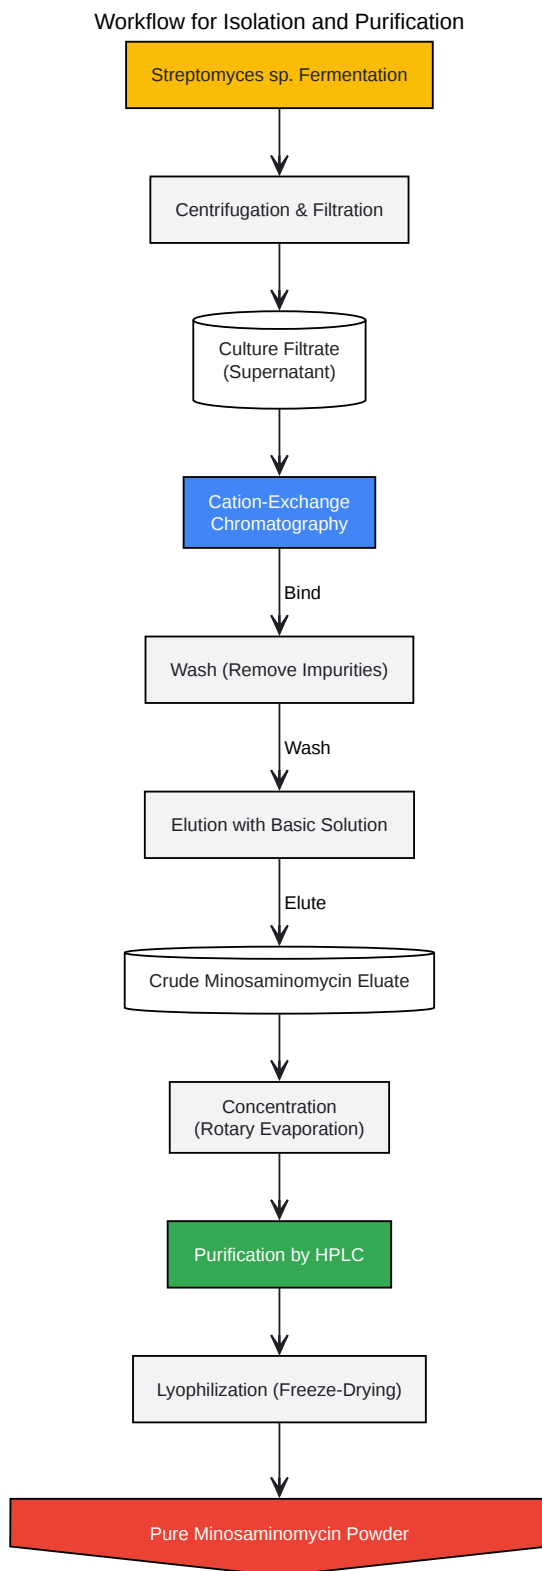 Workflow for Isolation and Purification
Streptomyces sp. Fermentation
Centrifugation & Filtration
Culture Filtrate
(Supernatant)
Cation-Exchange
Chromatography
Bind
Wash (Remove Impurities)
Wash
Elution with Basic Solution
Elute
Crude Minosaminomycin Eluate
Concentration
(Rotary Evaporation)
Purification by HPLC
Lyophilization (Freeze-Drying)
Pure Minosaminomycin Powder